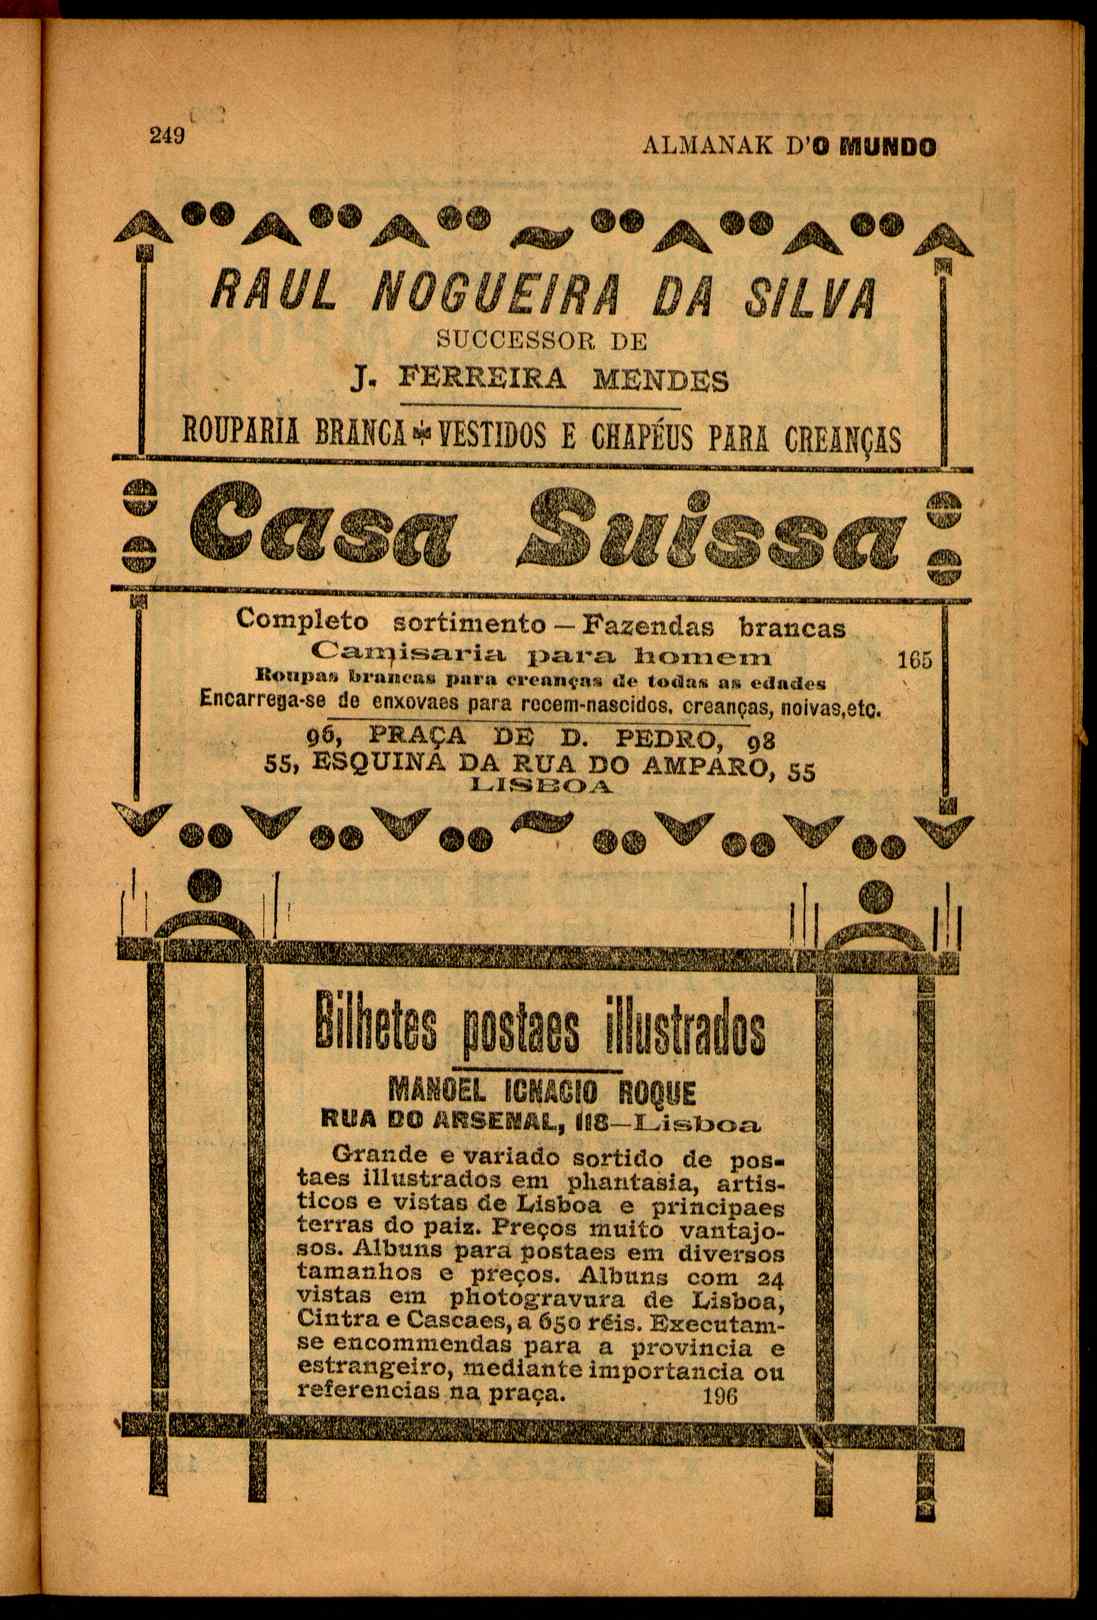 249
ALMANAK D'O MUNDO
RAUL NOGUEIRA DA SILVA
SUCCESSOR DE
J. FERREIRA MENDES
ROUPARIA BRANCA VESTIDOS E CHAPÉUS PARA CREANÇAS
Casa Suissa
Completo sortimento — Fazendas brancas
Camisaria para homem
165
Roupas brancas para creanças de todas as edades
Encarrega-se de enxovaes para recem-nascidos, creanças, noivas, etc.
96, PRAÇA DE D. PEDRO, 98
55, ESQUINA DA RUA DO AMPARO, 55
LISBOA
Bilhetes postaes illustrados
MANOEL IGNACIO ROQUE
RUA DO ARSENAL, 118—Lisboa
Grande e variado sortido de pos-
taes illustrados em phantasia, artis-
ticos e vistas de Lisboa e principaes
terras do paiz. Preços muito vantajo-
sos. Albuns para postaes em diversos
tamanhos e preços. Albuns com 24
vistas em photogravura de Lisboa,
Cintra e Cascaes, a 650 réis. Executam-
se encommendas para a provincia e
estrangeiro, mediante importancia ou
referencias na praça.
196